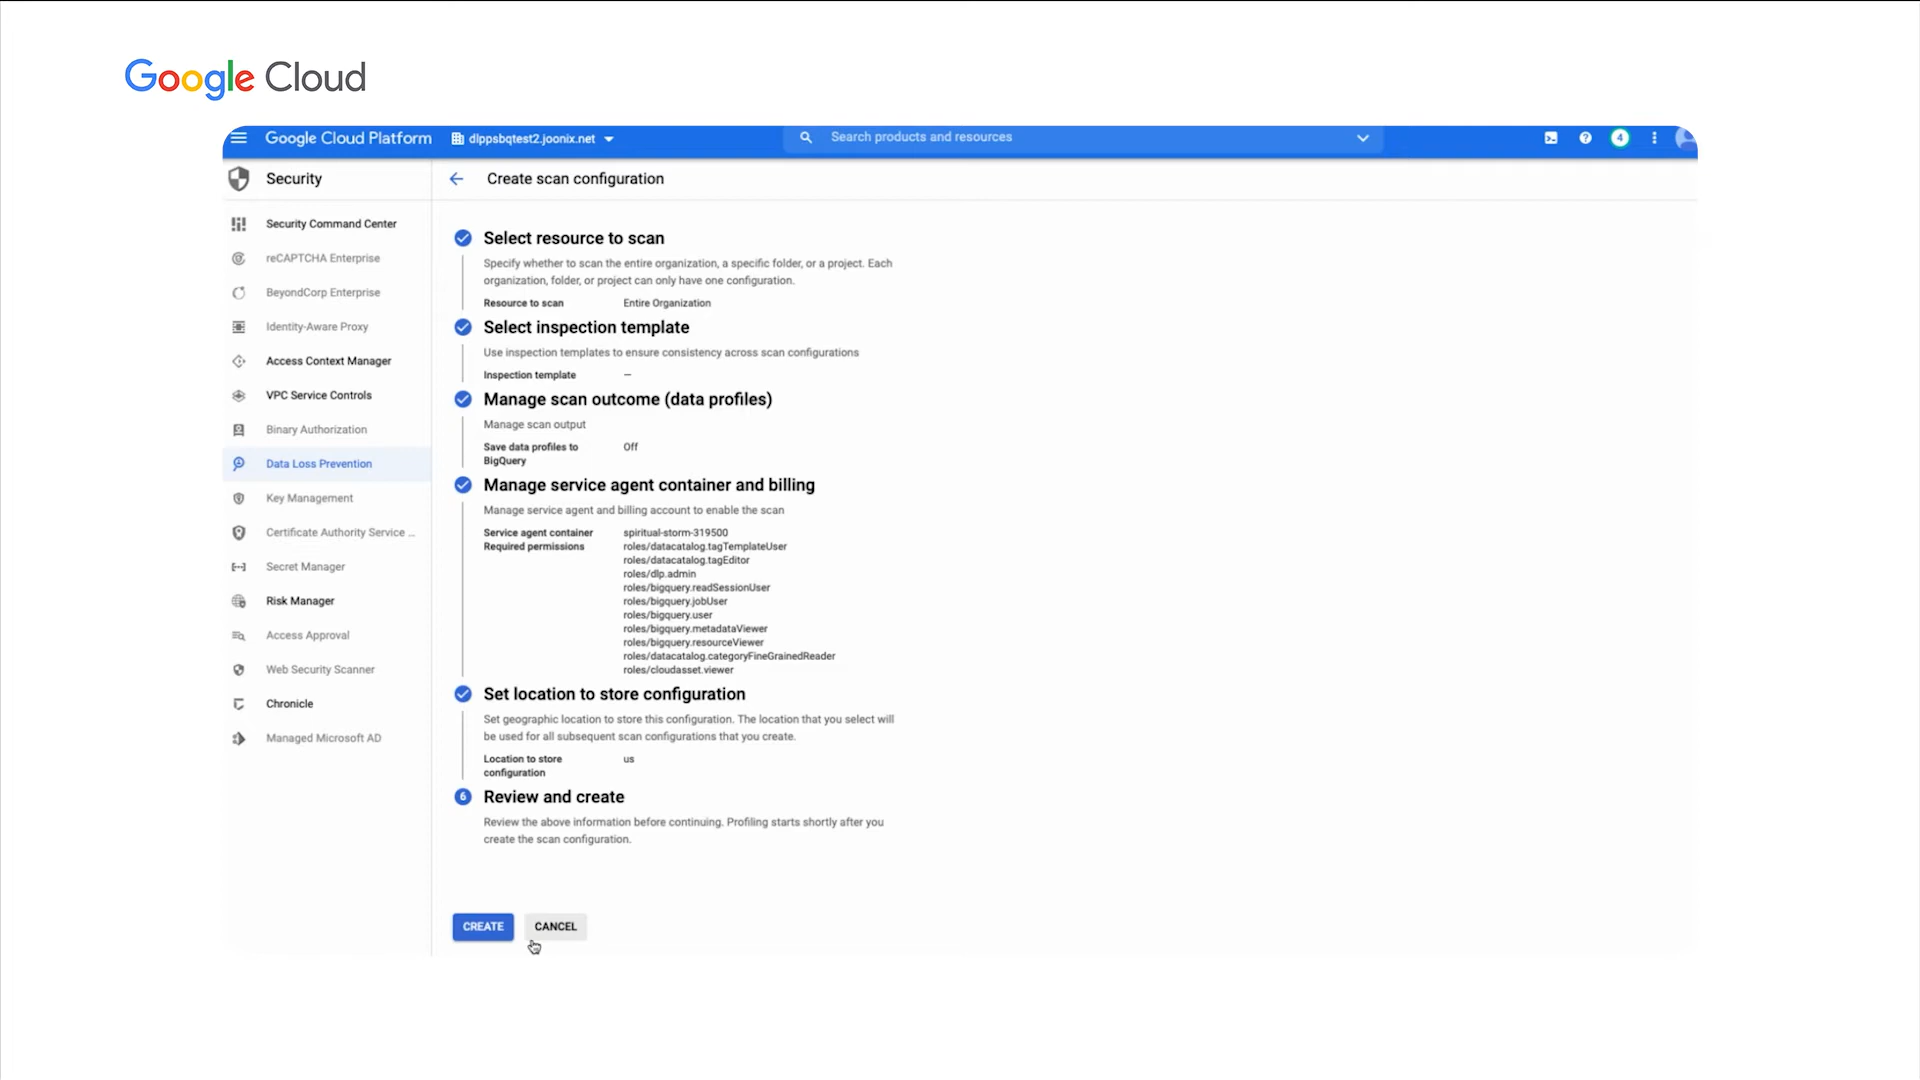 Google Cloud
Google Cloud Platform
dlppsbqtest2.joonix.net
Search products and resources
4
Security
Create scan configuration
Security Command Center
reCAPTCHA Enterprise
BeyondCorp Enterprise
Identity-Aware Proxy
Access Context Manager
VPC Service Controls
Binary Authorization
Data Loss Prevention
Key Management
Certificate Authority Service ...
Secret Manager
Risk Manager
Access Approval
Web Security Scanner
Chronicle
Managed Microsoft AD
Select resource to scan
Specify whether to scan the entire organization, a specific folder, or a project. Each
organization, folder, or project can only have one configuration.
Resource to scan Entire Organization
Select inspection template
Use inspection templates to ensure consistency across scan configurations
Inspection template —
Manage scan outcome (data profiles)
Manage scan output
Save data profiles to Off
BigQuery
Manage service agent container and billing
Manage service agent and billing account to enable the scan
Service agent container spiritual-storm-319500
Required permissions roles/datacatalog.tagTemplateUser
roles/datacatalog.tagEditor
roles/dlp.admin
roles/bigquery.readSessionUser
roles/bigquery.jobUser
roles/bigquery.user
roles/bigquery.metadataViewer
roles/bigquery.resourceViewer
roles/datacatalog.categoryFineGrainedReader
roles/cloudasset.viewer
Set location to store configuration
Set geographic location to store this configuration. The location that you select will
be used for all subsequent scan configurations that you create.
Location to store us
configuration
6 Review and create
Review the above information before continuing. Profiling starts shortly after you
create the scan configuration.
CREATE CANCEL